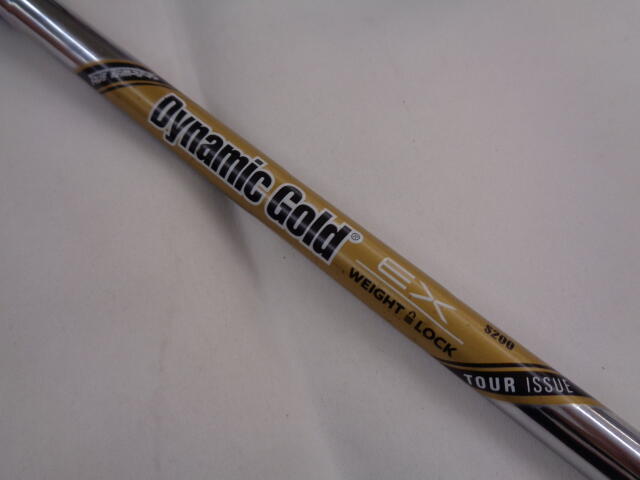 Dynamic Gold®
EX
WEIGHT LOCK
S200
TOUR ISSUE